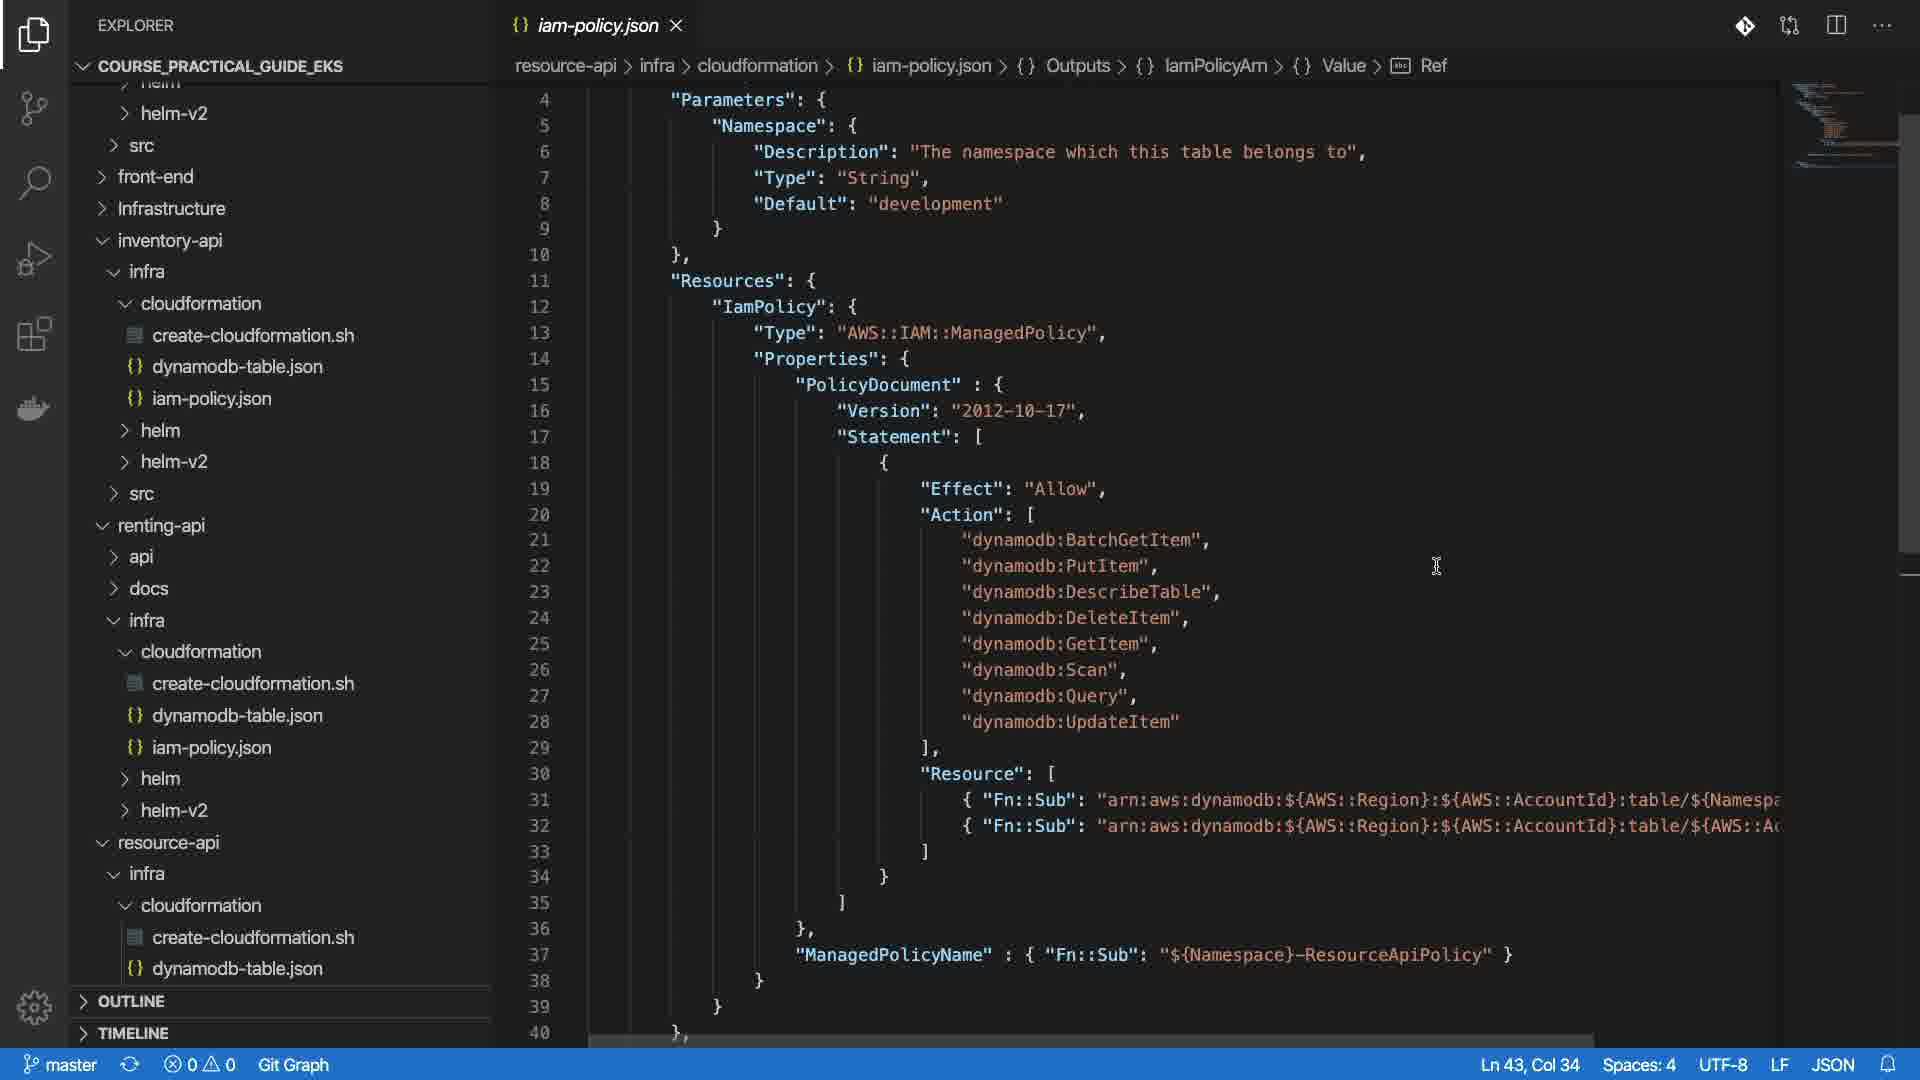 EXPLORER
COURSE_PRACTICAL_GUIDE_EKS
helm
helm-v2
src
front-end
Infrastructure
inventory-api
infra
cloudformation
create-cloudformation.sh
{} dynamodb-table.json
{} iam-policy.json
helm
helm-v2
src
renting-api
api
docs
infra
cloudformation
create-cloudformation.sh
{} dynamodb-table.json
{} iam-policy.json
helm
helm-v2
resource-api
infra
cloudformation
create-cloudformation.sh
{} dynamodb-table.json
OUTLINE
TIMELINE
{} iam-policy.json
resource-api > infra > cloudformation > {} iam-policy.json > {} Outputs > {} IamPolicyArn > {} Value > abc Ref
4 "Parameters": {
5 "Namespace": {
6 "Description": "The namespace which this table belongs to",
7 "Type": "String",
8 "Default": "development"
9 }
10 },
11 "Resources": {
12 "IamPolicy": {
13 "Type": "AWS::IAM::ManagedPolicy",
14 "Properties": {
15 "PolicyDocument" : {
16 "Version": "2012-10-17",
17 "Statement": [
18 {
19 "Effect": "Allow",
20 "Action": [
21 "dynamodb:BatchGetItem",
22 "dynamodb:PutItem",
23 "dynamodb:DescribeTable",
24 "dynamodb:DeleteItem",
25 "dynamodb:GetItem",
26 "dynamodb:Scan",
27 "dynamodb:Query",
28 "dynamodb:UpdateItem"
29 ],
30 "Resource": [
31 { "Fn::Sub": "arn:aws:dynamodb:${AWS::Region}:${AWS::AccountId}:table/${Namespa
32 { "Fn::Sub": "arn:aws:dynamodb:${AWS::Region}:${AWS::AccountId}:table/${AWS::Ac
33 ]
34 }
35 ]
36 },
37 "ManagedPolicyName" : { "Fn::Sub": "${Namespace}-ResourceApiPolicy" }
38 }
39 }
40 },
master 0 0 Git Graph Ln 43, Col 34 Spaces: 4 UTF-8 LF JSON